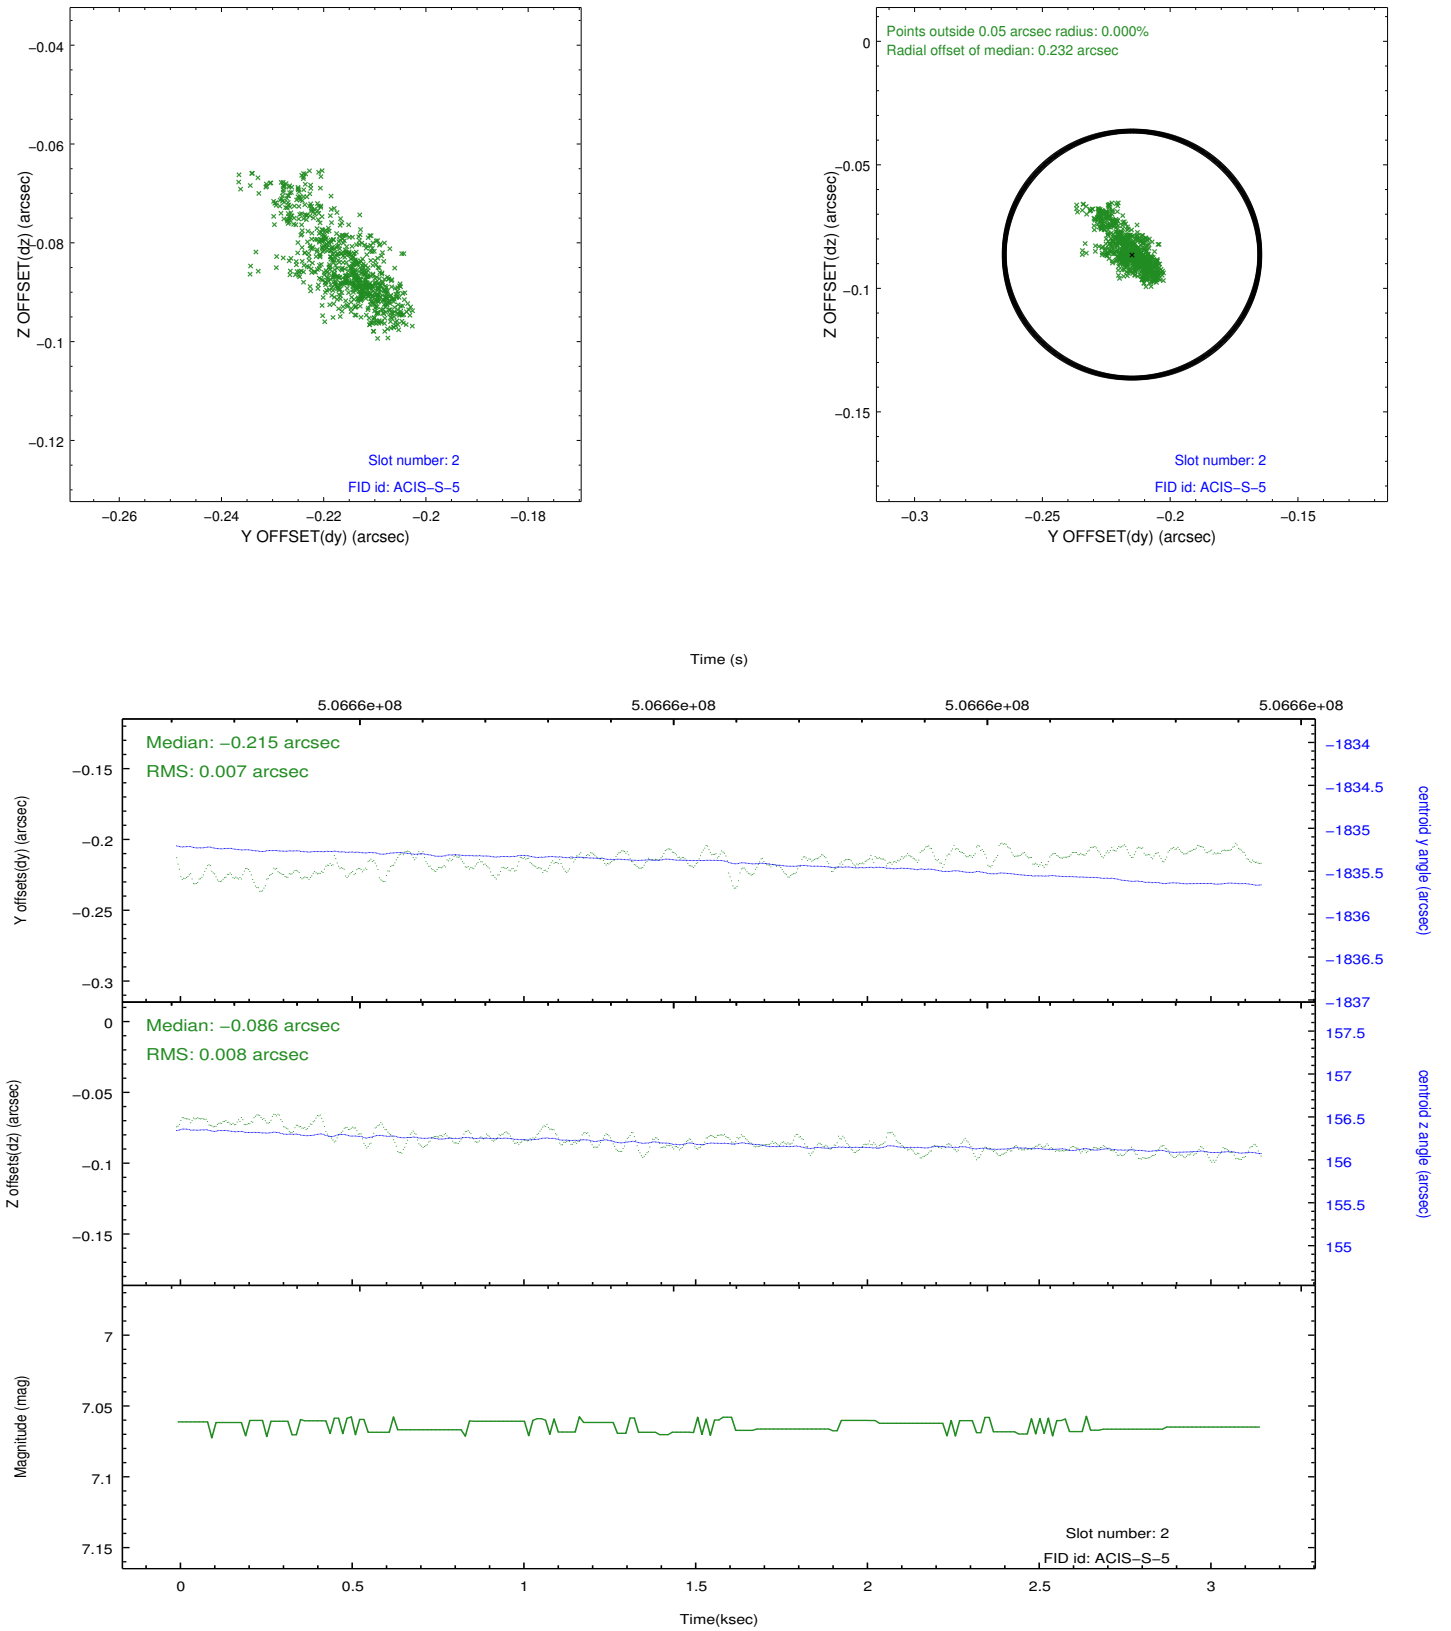 −0.04
−0.06
−0.08
−0.1
−0.12
Z OFFSET(dz) (arcsec)
Slot number: 2
FID id: ACIS−S−5
−0.26
−0.24
−0.22
−0.2
−0.18
Y OFFSET(dy) (arcsec)
Points outside 0.05 arcsec radius: 0.000%
Radial offset of median: 0.232 arcsec
0
−0.05
−0.1
−0.15
Z OFFSET(dz) (arcsec)
Slot number: 2
FID id: ACIS−S−5
−0.3
−0.25
−0.2
−0.15
Y OFFSET(dy) (arcsec)
Time (s)
5.0666e+08
5.0666e+08
5.0666e+08
5.0666e+08
Median: −0.215 arcsec
RMS: 0.007 arcsec
−0.15
−0.2
−0.25
−0.3
Y offsets(dy) (arcsec)
−1834
−1834.5
−1835
−1835.5
−1836
−1836.5
−1837
centroid y angle (arcsec)
Median: −0.086 arcsec
RMS: 0.008 arcsec
0
−0.05
−0.1
−0.15
Z offsets(dz) (arcsec)
157.5
157
156.5
156
155.5
155
centroid z angle (arcsec)
7
7.05
7.1
7.15
Magnitude (mag)
Slot number: 2
FID id: ACIS−S−5
0
0.5
1
1.5
2
2.5
3
Time(ksec)